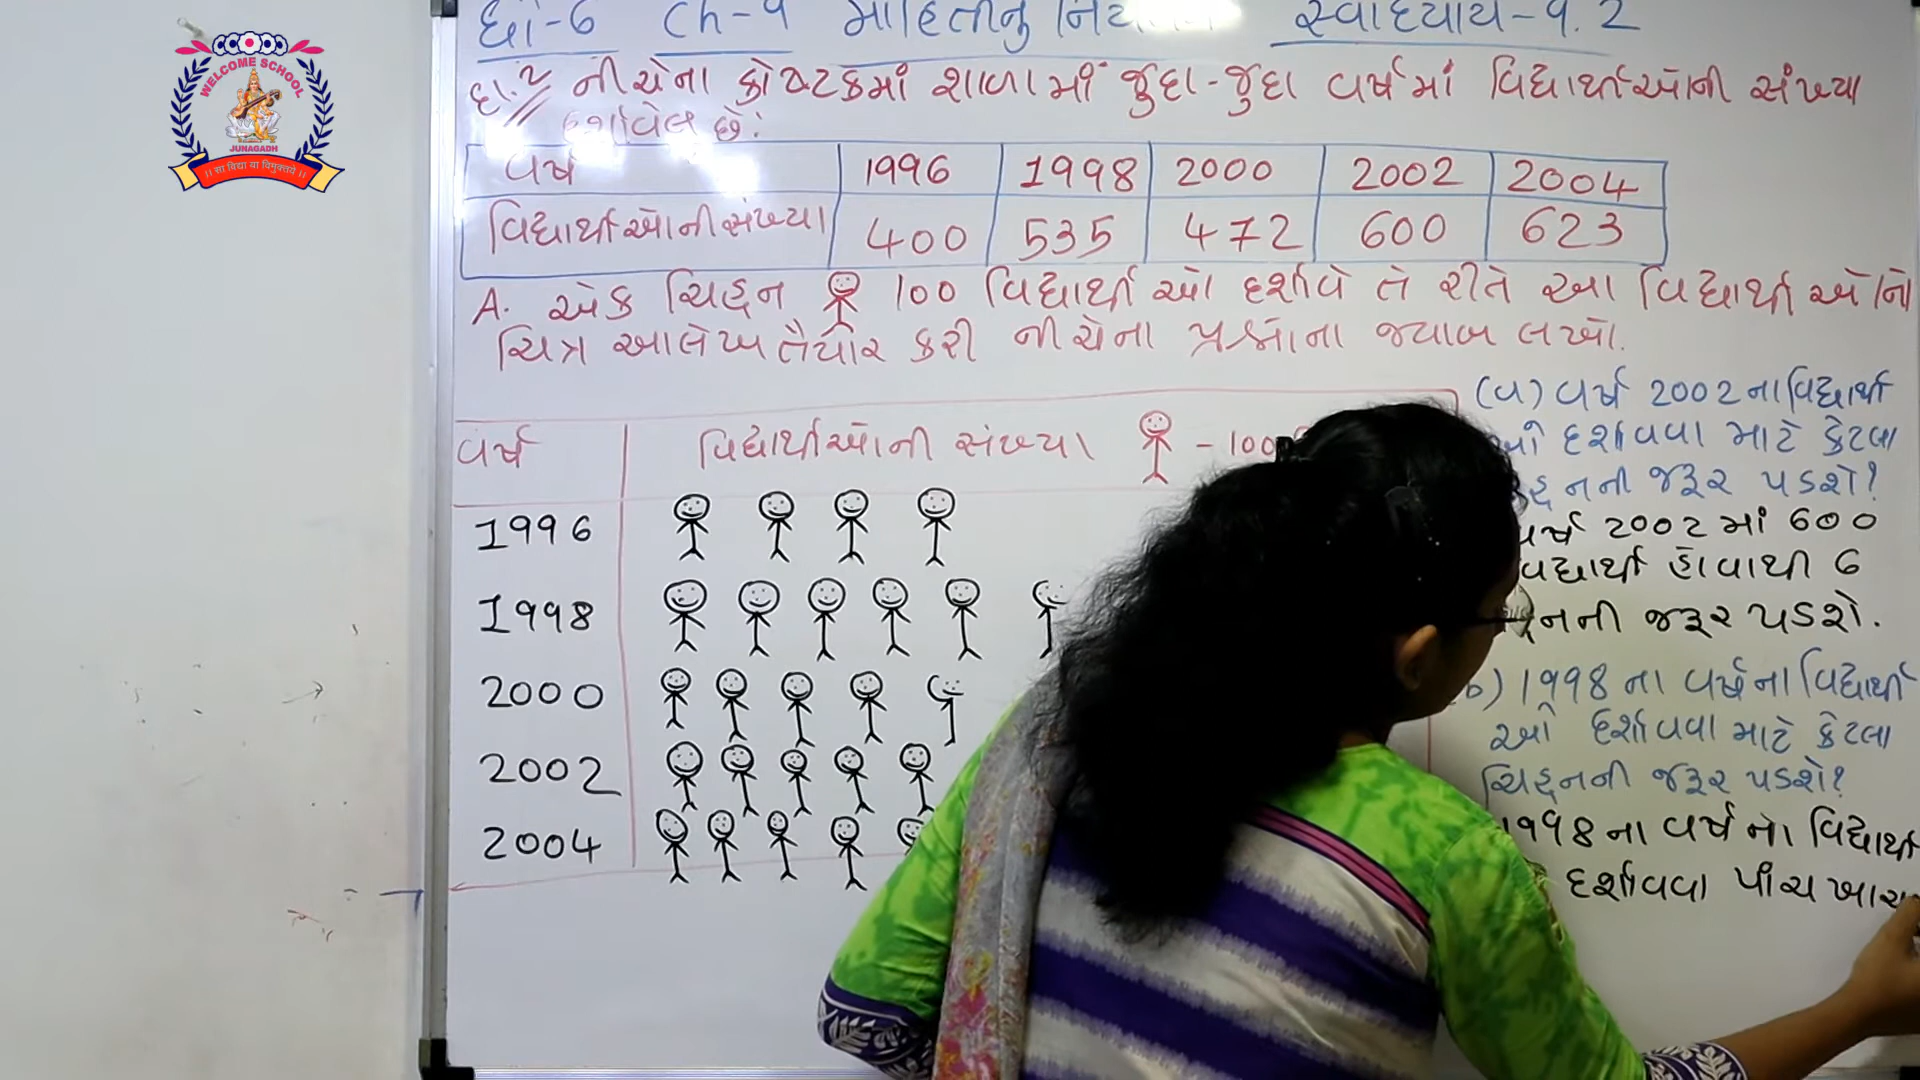 WELCOME SCHOOL
JUNAGADH
।। सा विद्या या विमुक्तये ।।
ધો-6 Ch-9 માહિતીનું સ્વાધ્યાય-9.2
દા.2 નીચેના કોષ્ટકમાં શાળામાં જુદા-જુદા વર્ષમાં વિદ્યાર્થીઓની સંખ્યા
દર્શાવેલ છે:
વર્ષ 1996 1998 2000 2002 2004
વિદ્યાર્થીઓની સંખ્યા 400 535 472 600 623
A. એક ચિહ્ન 100 વિદ્યાર્થીઓ દર્શાવે તે રીતે આ વિદ્યાર્થીઓનો
ચિત્ર આલેખ તૈયાર કરી નીચેના પ્રશ્નોના જવાબ લખો.
વર્ષ વિદ્યાર્થીઓની સંખ્યા - 100
1996
1998
2000
2002
2004
વર્ષ 2002ના વિદ્યાર્થી
ઓ દર્શાવવા માટે કેટલા
જરૂર પડશે?
2002માં 600
હોવાથી 6
જરૂર પડશે.
1998ના વર્ષના વિદ્યાર્થી
ઓ દર્શાવવા માટે કેટલા
ચિહ્નની જરૂર પડશે?
1998ના વર્ષના વિદ્યાર્થી
દર્શાવવા પાંચ